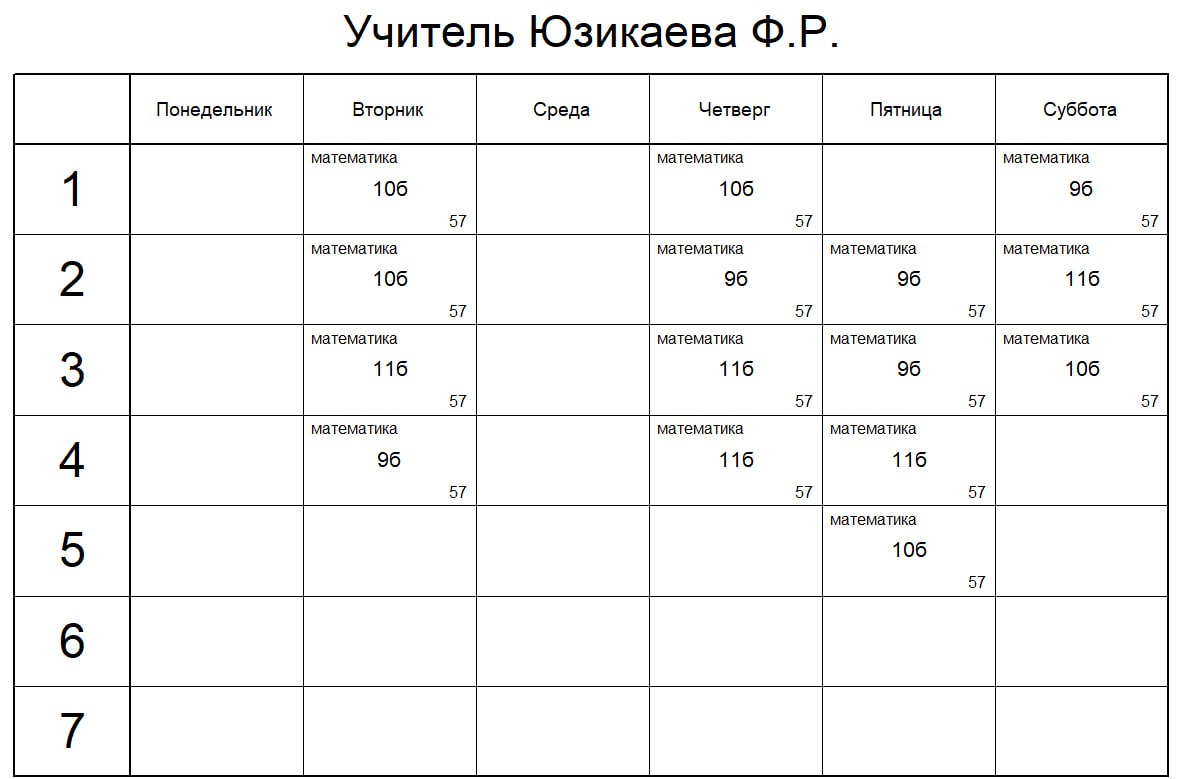 Учитель Юзикаева Ф.Р.
Понедельник Вторник Среда Четверг Пятница Суббота
1
математика математика математика
10б 10б 9б
57 57 57
2
математика математика математика математика
10б 9б 9б 11б
57 57 57 57
3
математика математика математика математика
11б 11б 9б 10б
57 57 57 57
4
математика математика математика
9б 11б 11б
57 57 57
5
математика
10б
57
6
7